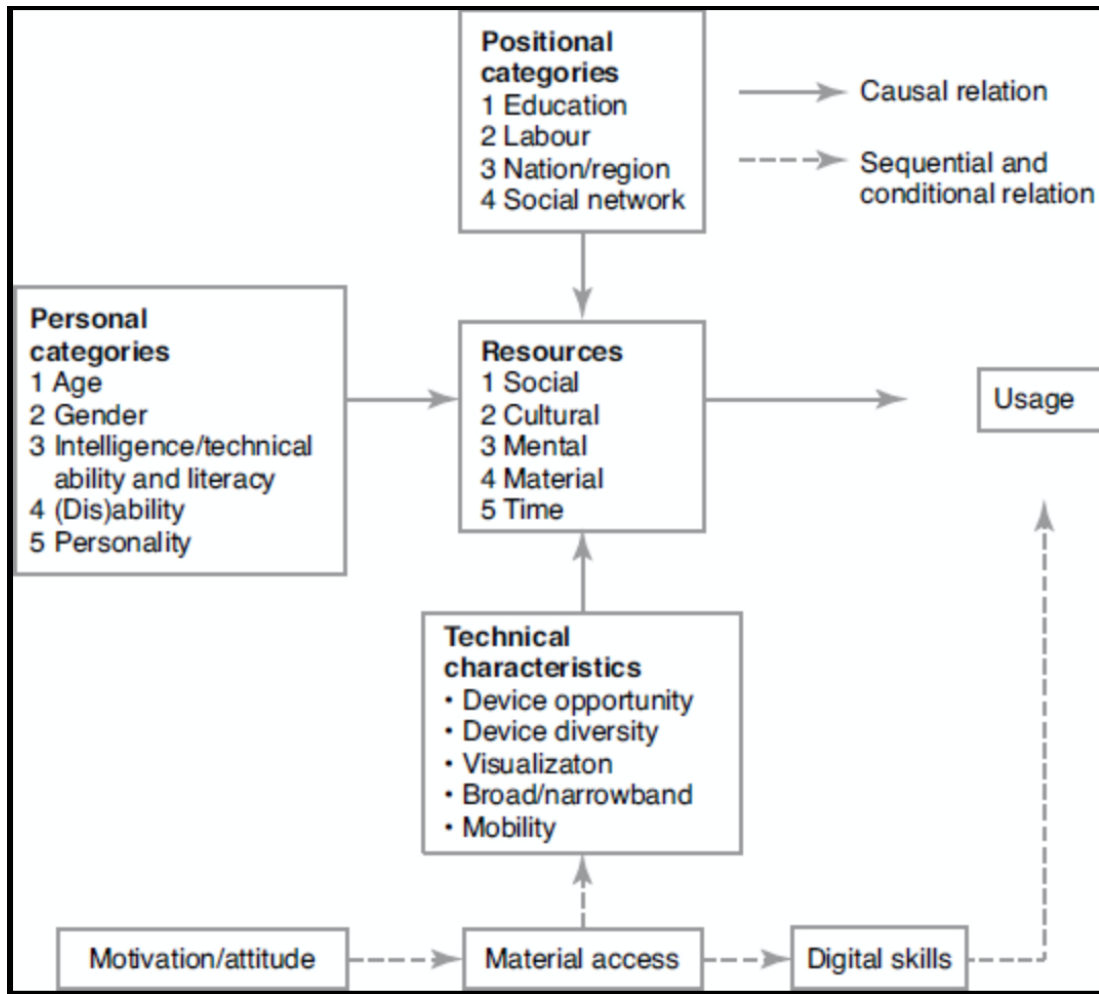 Positional
categories
1 Education
2 Labour
3 Nation/region
4 Social network
Causal relation
Sequential and
conditional relation
Personal
categories
1 Age
2 Gender
3 Intelligence/technical
ability and literacy
4 (Dis)ability
5 Personality
Resources
1 Social
2 Cultural
3 Mental
4 Material
5 Time
Usage
Technical
characteristics
• Device opportunity
• Device diversity
• Visualizaton
• Broad/narrowband
• Mobility
Motivation/attitude
Material access
Digital skills